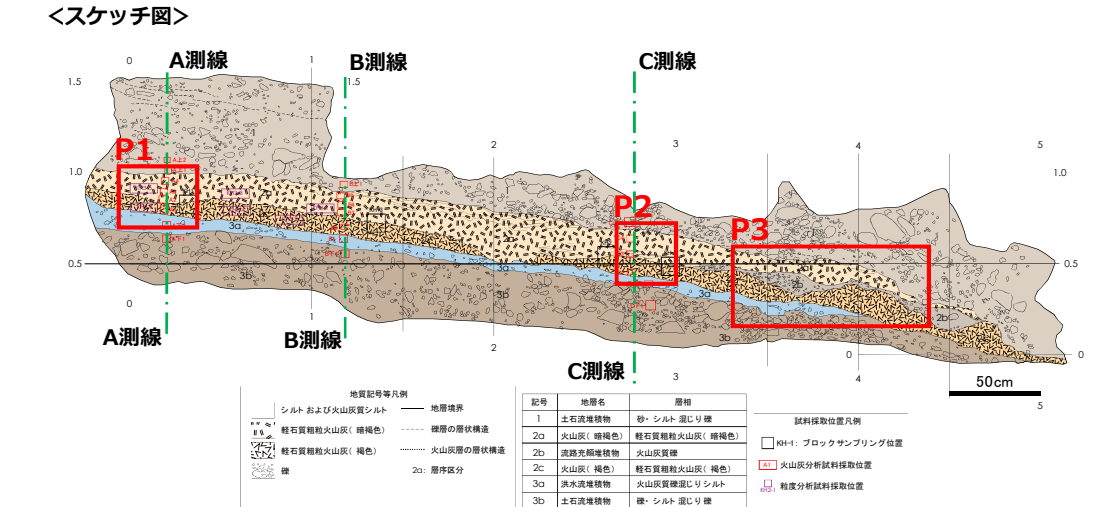 <スケッチ図>
A測線
B測線
C測線
0
1
1.5
1.5
2
3
4
5
P1
A上2
1.0
1.0
P2
P3
3a
2a
0.5
0.5
3b
3a
3b
3a
2b
2b
3b
0
1
2
0
0
A測線
B測線
C測線
3
4
50cm
5
地質記号等凡例
シルト および火山灰質シルト
地層境界
軽石質粗粒火山灰( 暗褐色)
礫層の層状構造
軽石質粗粒火山灰( 褐色)
火山灰層の層状構造
礫
2a: 層序区分
記号 地層名 層相
1 土石流堆積物 砂・シルト 混じり礫
2a 火山灰( 暗褐色) 軽石質粗粒火山灰( 暗褐色)
2b 流路充頼堆積物 火山灰質礫
2c 火山灰( 褐色) 軽石質粗粒火山灰( 褐色)
3a 洪水流堆積物 火山灰質礫混じりシルト
3b 土石流堆積物 礫・シルト 混じり礫
試料採取位置凡例
KH-1: ブロックサンプリング位置
A1 火山灰分析試料採取位置
KH2-1 粒度分析試料採取位置